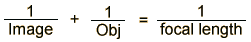 1/Image + 1/Obj = 1/focal length